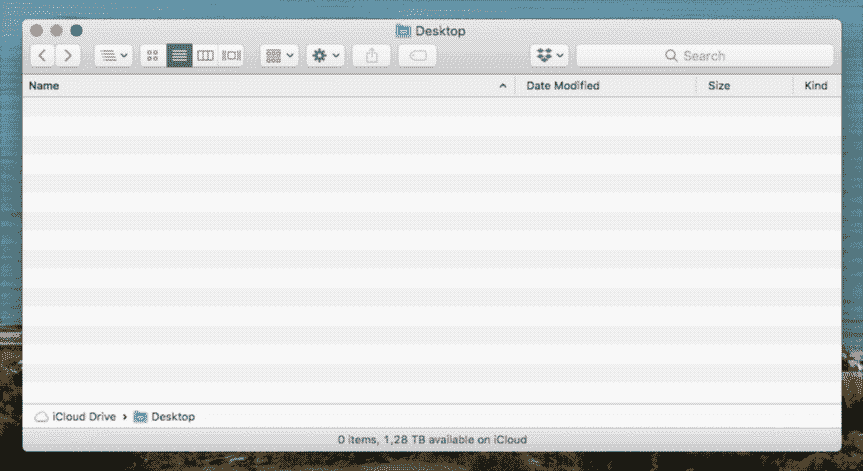 Desktop
Search
Name Date Modified Size Kind
iCloud Drive › Desktop
0 items, 1,28 TB available on iCloud